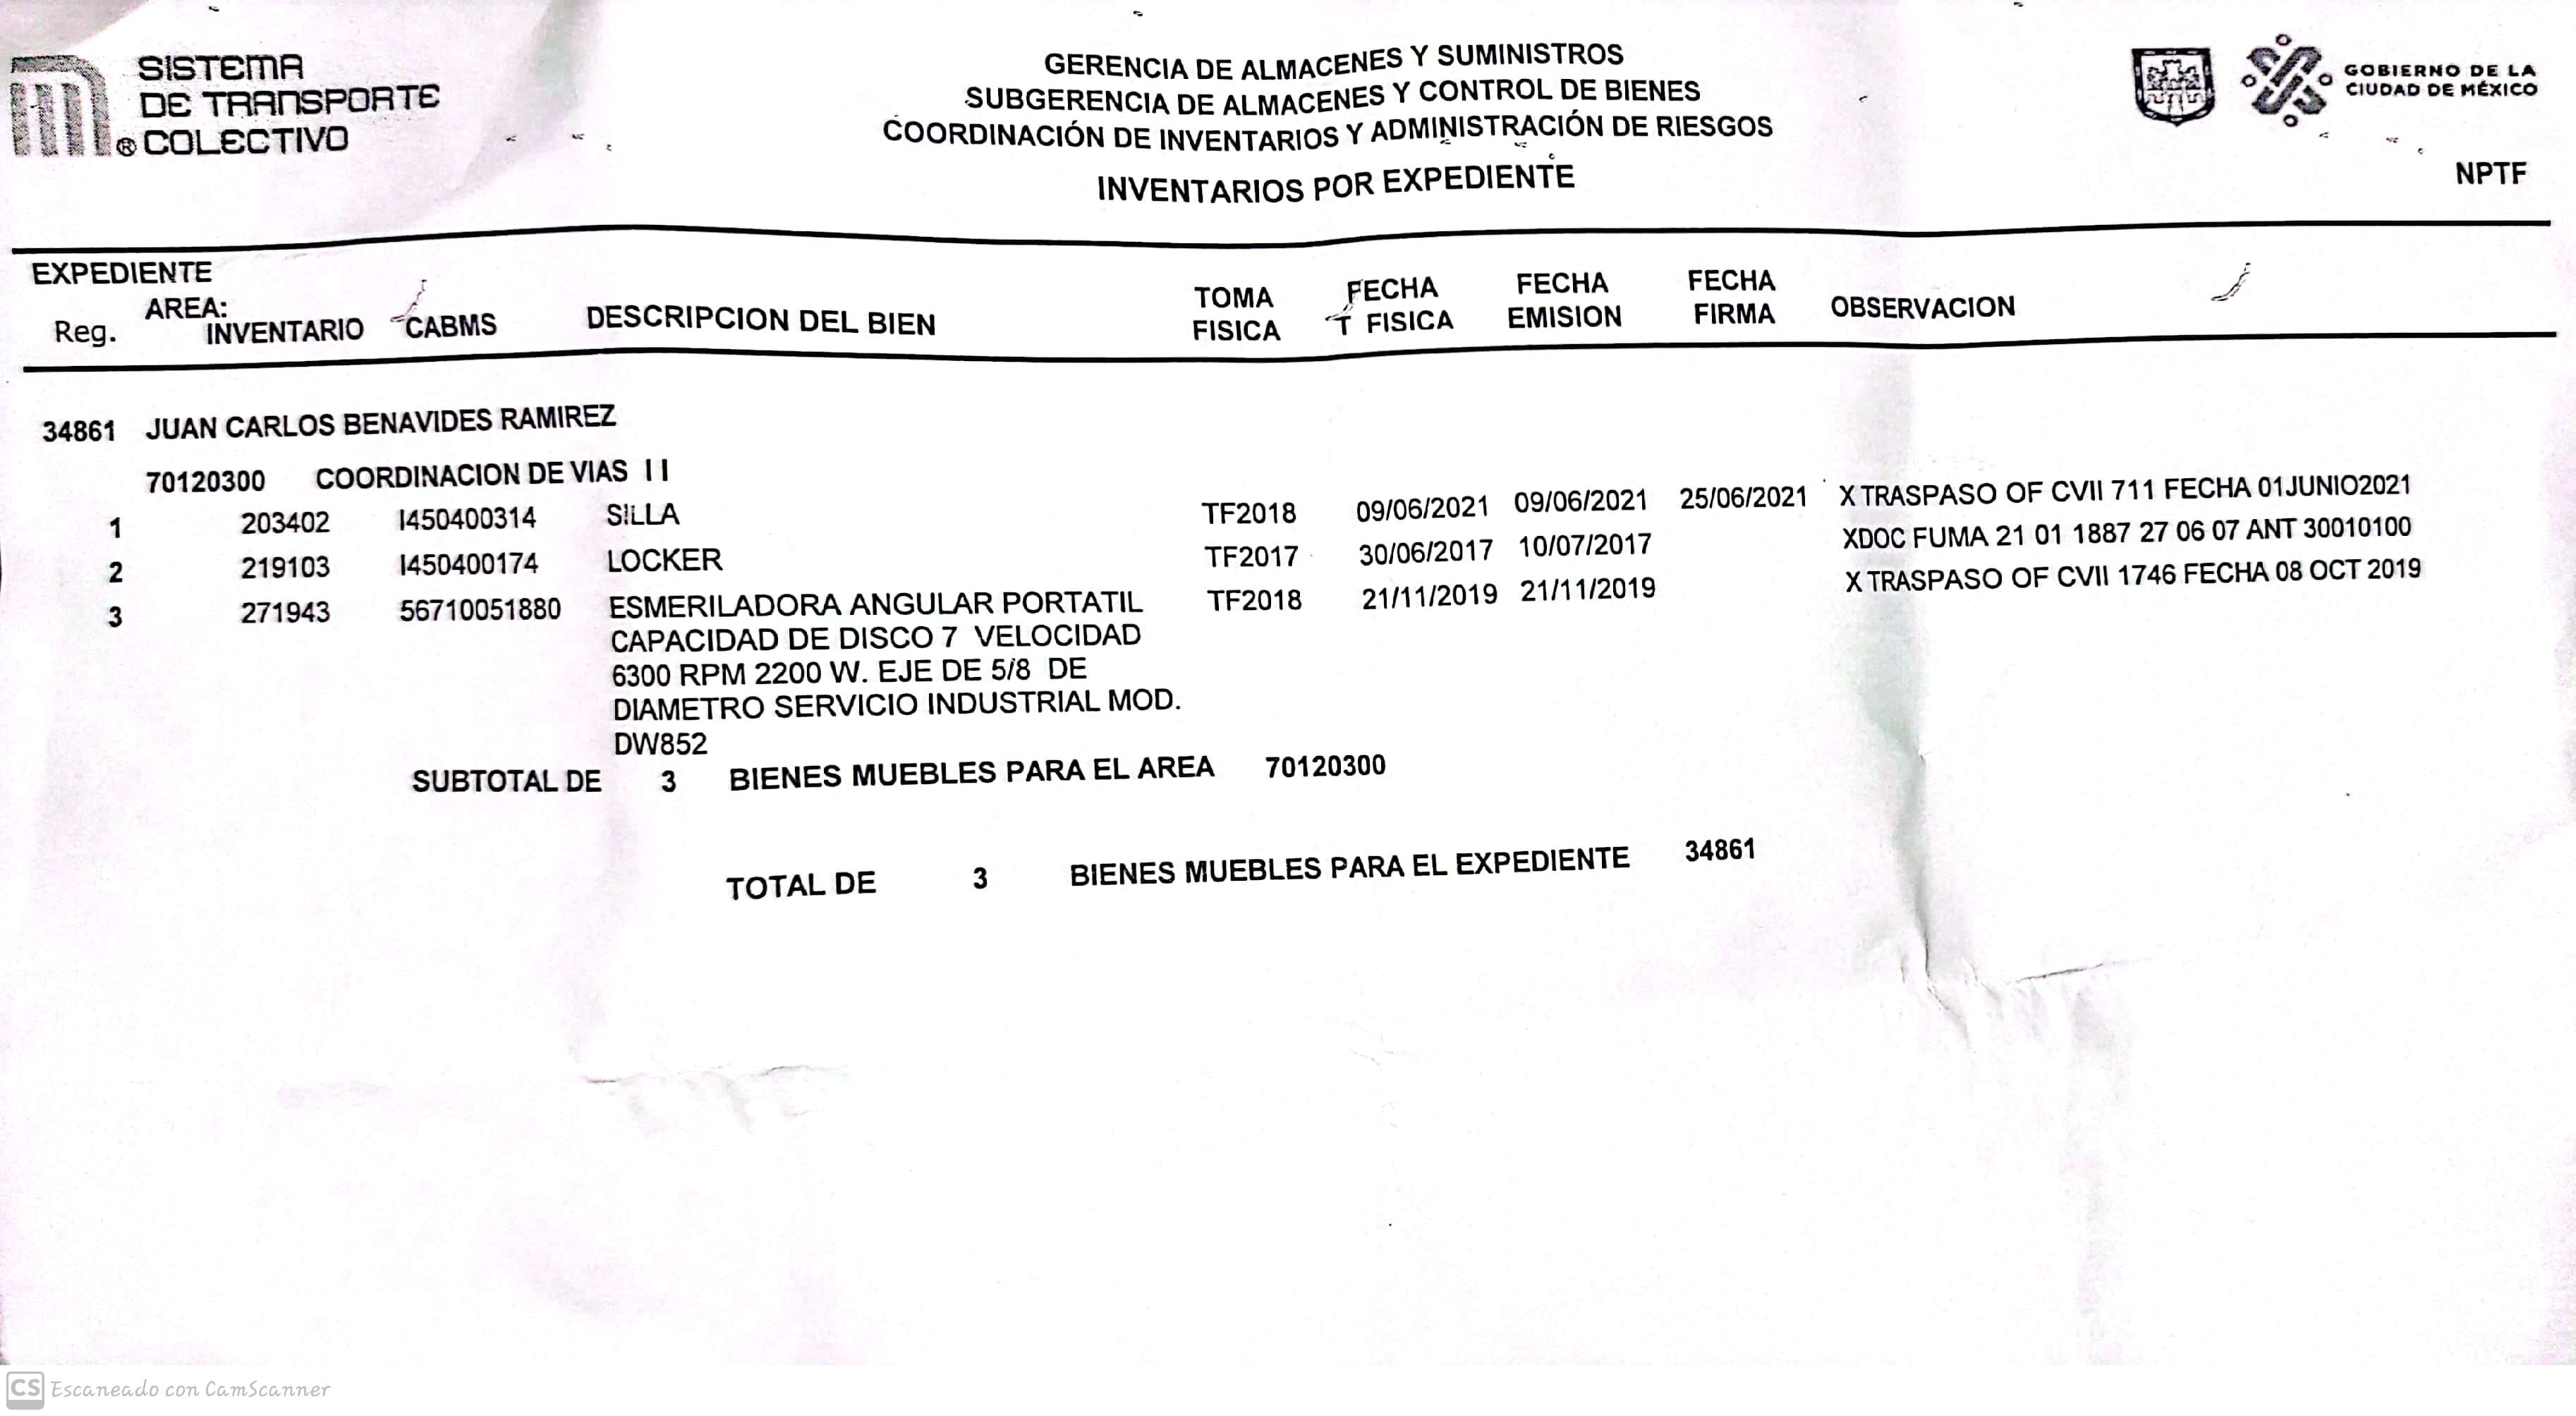 SISTEMA
DE TRANSPORTE
COLECTIVO
GERENCIA DE ALMACENES Y SUMINISTROS
SUBGERENCIA DE ALMACENES Y CONTROL DE BIENES
COORDINACIÓN DE INVENTARIOS Y ADMINISTRACIÓN DE RIESGOS
INVENTARIOS POR EXPEDIENTE
GOBIERNO DE LA
CIUDAD DE MÉXICO
NPTF
EXPEDIENTE
AREA:
Reg. INVENTARIO CABMS DESCRIPCION DEL BIEN TOMA FISICA FECHA T FISICA FECHA EMISION FECHA FIRMA OBSERVACION
34861 JUAN CARLOS BENAVIDES RAMIREZ
70120300 COORDINACION DE VIAS I I
1 203402 I450400314 SILLA TF2018 09/06/2021 09/06/2021 25/06/2021 X TRASPASO OF CVII 711 FECHA 01JUNIO2021
2 219103 I450400174 LOCKER TF2017 30/06/2017 10/07/2017 XDOC FUMA 21 01 1887 27 06 07 ANT 30010100
3 271943 56710051880 ESMERILADORA ANGULAR PORTATIL TF2018 21/11/2019 21/11/2019 X TRASPASO OF CVII 1746 FECHA 08 OCT 2019
CAPACIDAD DE DISCO 7 VELOCIDAD
6300 RPM 2200 W. EJE DE 5/8 DE
DIAMETRO SERVICIO INDUSTRIAL MOD.
DW852
SUBTOTAL DE 3 BIENES MUEBLES PARA EL AREA 70120300
TOTAL DE 3 BIENES MUEBLES PARA EL EXPEDIENTE 34861
CS Escaneado con CamScanner